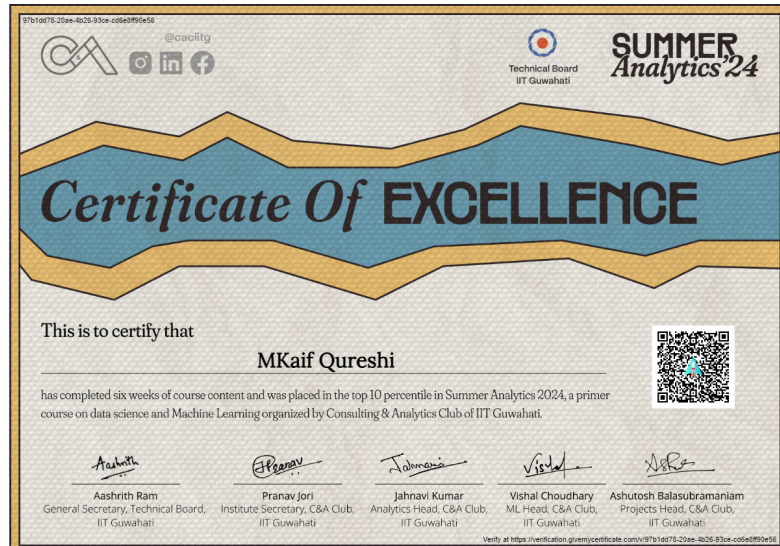 97b1dd78-20ae-4b26-93ce-cd6e8ff90e56
@caciitg
Technical Board
IIT Guwahati
SUMMER
Analytics'24
Certificate Of EXCELLENCE
This is to certify that
MKaif Qureshi
has completed six weeks of course content and was placed in the top 10 percentile in Summer Analytics 2024, a primer
course on data science and Machine Learning organized by Consulting & Analytics Club of IIT Guwahati.
Aashrith
JPranav
Jahnavi
Vishal
Ashu
Aashrith Ram
General Secretary, Technical Board,
IIT Guwahati
Pranav Jori
Institute Secretary, C&A Club,
IIT Guwahati
Jahnavi Kumar
Analytics Head, C&A Club,
IIT Guwahati
Vishal Choudhary
ML Head, C&A Club,
IIT Guwahati
Ashutosh Balasubramaniam
Projects Head, C&A Club,
IIT Guwahati
Verify at https://verification.givemycertificate.com/v/97b1dd78-20ae-4b26-93ce-cd6e8ff90e56